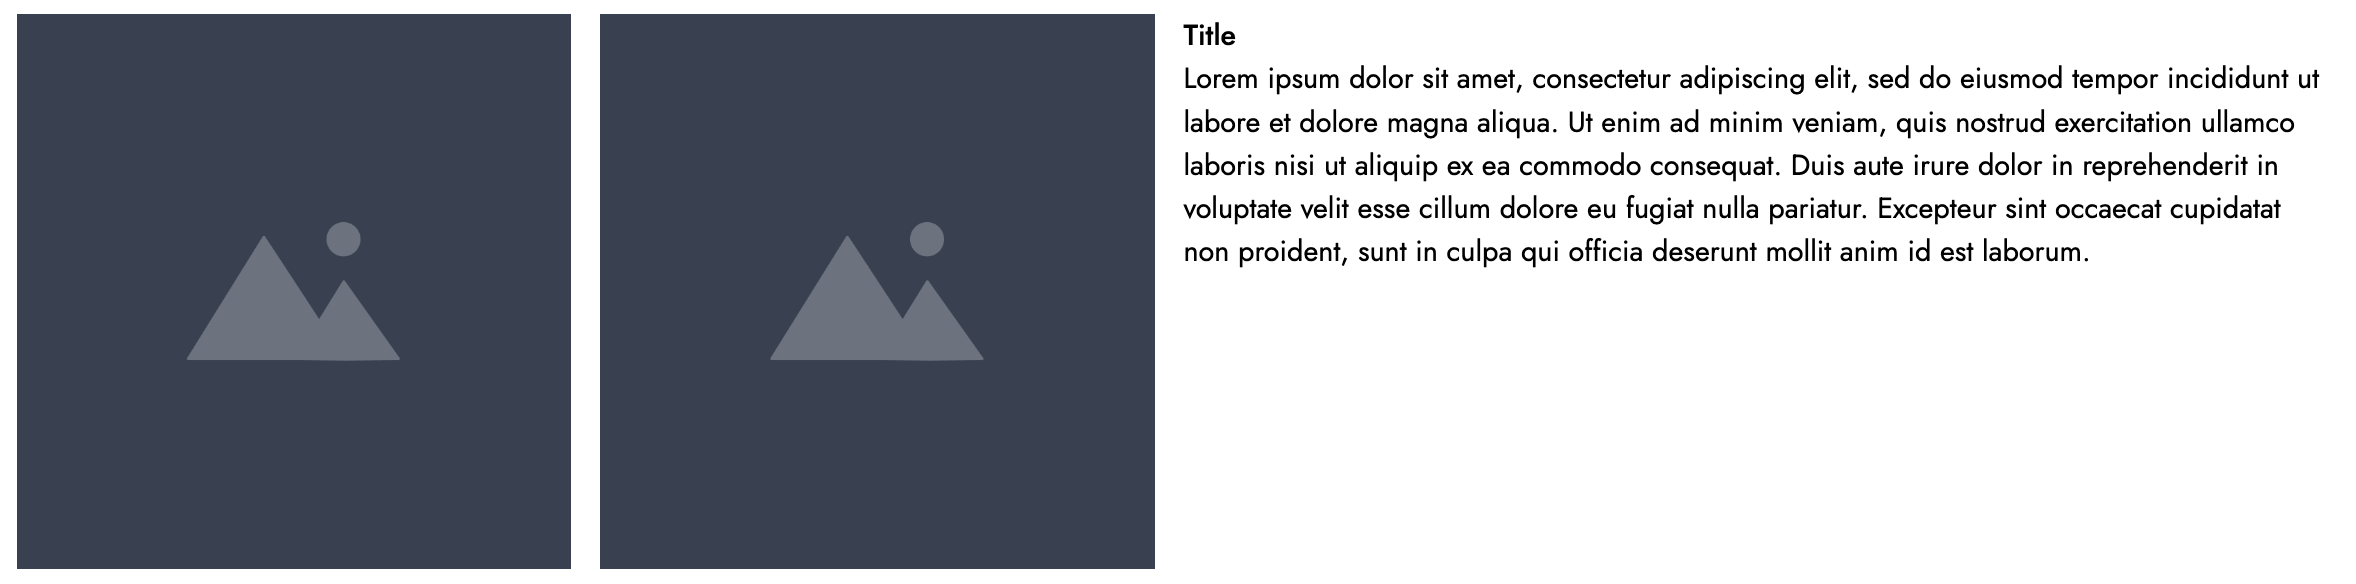 Title
Lorem ipsum dolor sit amet, consectetur adipiscing elit, sed do eiusmod tempor incididunt ut
labore et dolore magna aliqua. Ut enim ad minim veniam, quis nostrud exercitation ullamco
laboris nisi ut aliquip ex ea commodo consequat. Duis aute irure dolor in reprehenderit in
voluptate velit esse cillum dolore eu fugiat nulla pariatur. Excepteur sint occaecat cupidatat
non proident, sunt in culpa qui officia deserunt mollit anim id est laborum.